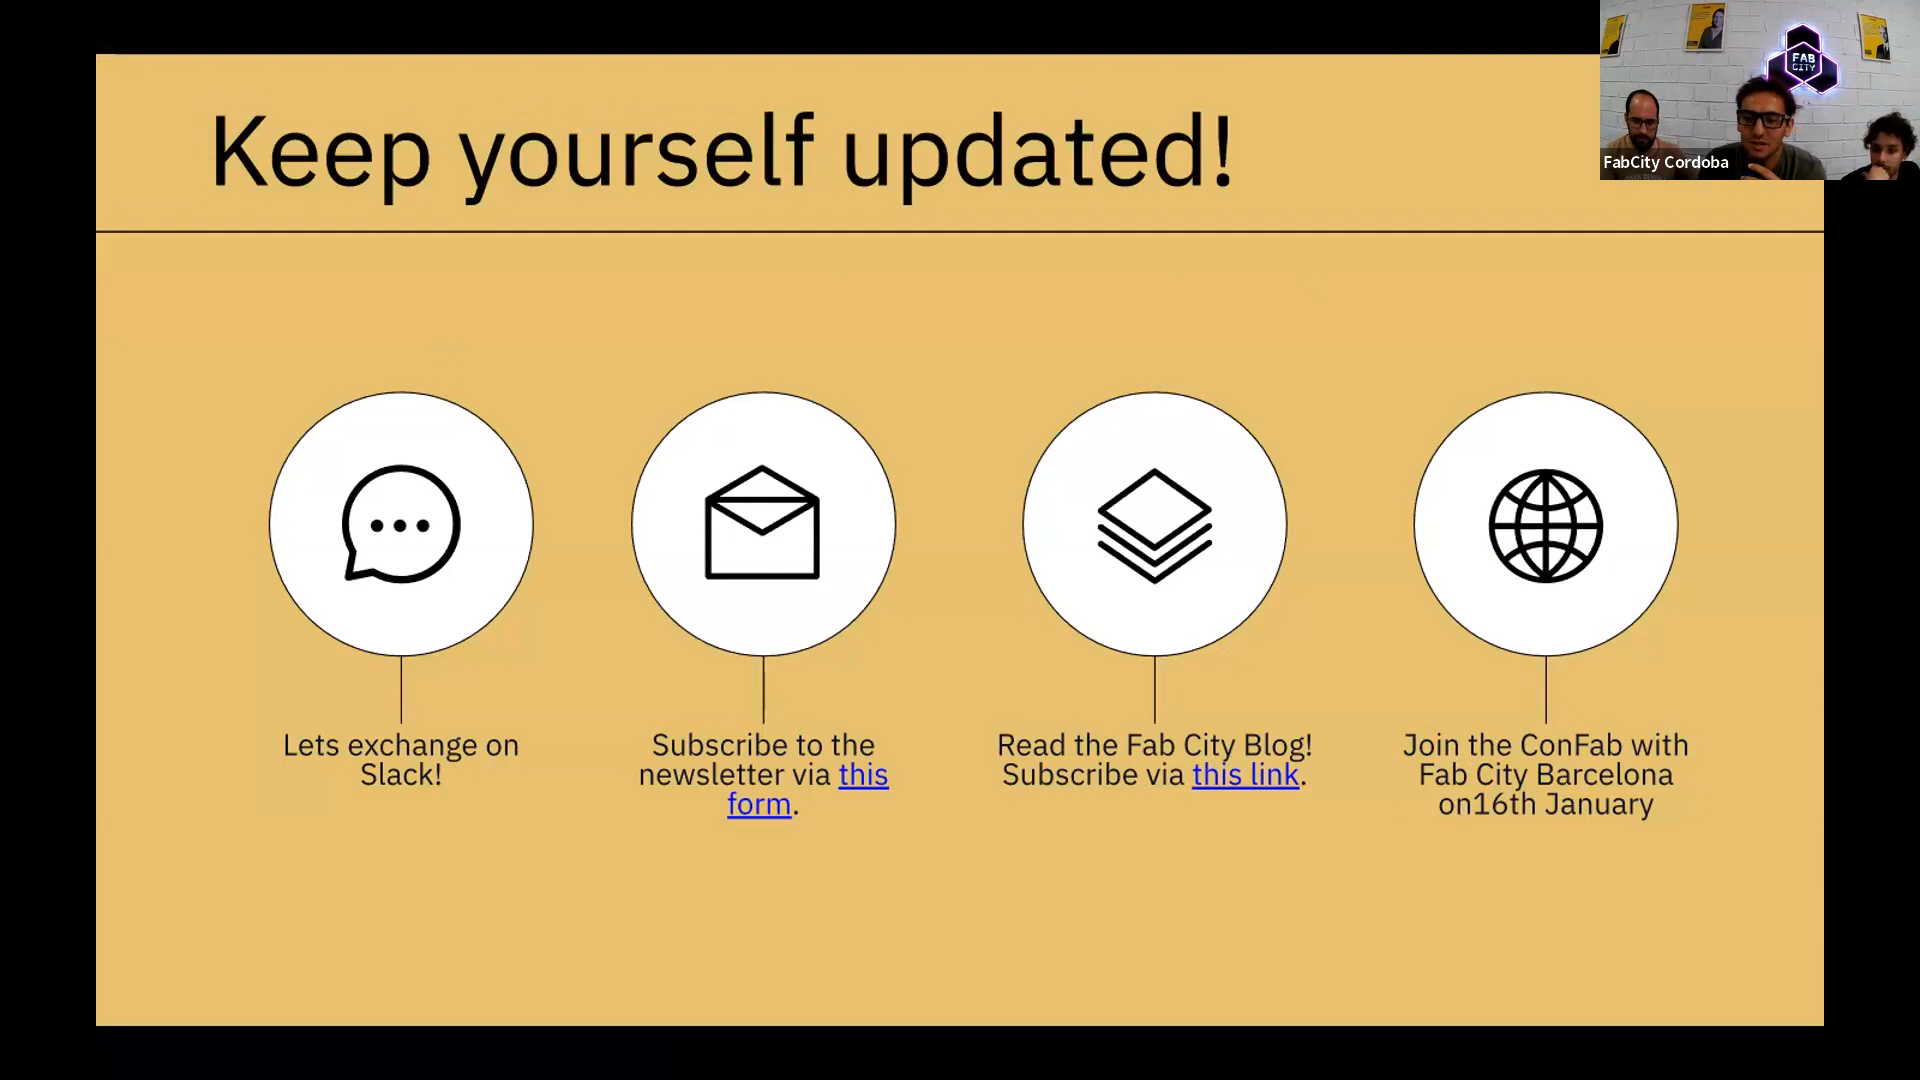 Keep yourself updated!
FAB
CITY
FabCity Cordoba
Lets exchange on
Slack!
Subscribe to the
newsletter via this
form.
Read the Fab City Blog!
Subscribe via this link.
Join the ConFab with
Fab City Barcelona
on16th January